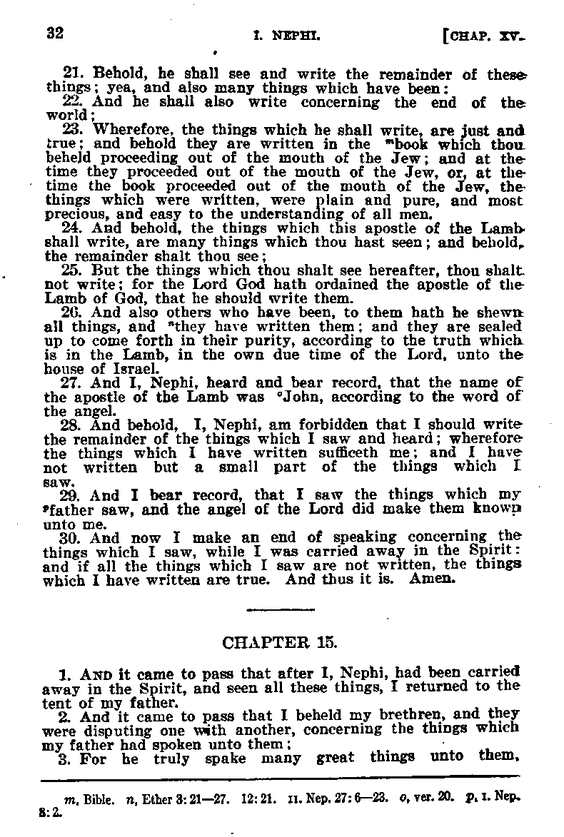 32 I. NEPHI. [CHAP. XV.
21. Behold, he shall see and write the remainder of these
things; yea, and also many things which have been:
22. And he shall also write concerning the end of the
world;
23. Wherefore, the things which he shall write, are just and
true; and behold they are written in the ᵐbook which thou
beheld proceeding out of the mouth of the Jew; and at the
time they proceeded out of the mouth of the Jew, or, at the
time the book proceeded out of the mouth of the Jew, the
things which were written, were plain and pure, and most
precious, and easy to the understanding of all men.
24. And behold, the things which this apostle of the Lamb
shall write, are many things which thou hast seen; and behold,
the remainder shalt thou see;
25. But the things which thou shalt see hereafter, thou shalt
not write; for the Lord God hath ordained the apostle of the
Lamb of God, that he should write them.
26. And also others who have been, to them hath he shewn
all things, and ⁿthey have written them; and they are sealed
up to come forth in their purity, according to the truth which
is in the Lamb, in the own due time of the Lord, unto the
house of Israel.
27. And I, Nephi, heard and bear record, that the name of
the apostle of the Lamb was ᵒJohn, according to the word of
the angel.
28. And behold, I, Nephi, am forbidden that I should write
the remainder of the things which I saw and heard; wherefore
the things which I have written sufficeth me; and I have
not written but a small part of the things which I
saw.
29. And I bear record, that I saw the things which my
ᵖfather saw, and the angel of the Lord did make them known
unto me.
30. And now I make an end of speaking concerning the
things which I saw, while I was carried away in the Spirit:
and if all the things which I saw are not written, the things
which I have written are true. And thus it is. Amen.
CHAPTER 15.
1. AND it came to pass that after I, Nephi, had been carried
away in the Spirit, and seen all these things, I returned to the
tent of my father.
2. And it came to pass that I beheld my brethren, and they
were disputing one with another, concerning the things which
my father had spoken unto them;
3. For he truly spake many great things unto them,
m, Bible. n, Ether 3: 21—27. 12: 21. II. Nep. 27: 6—23. o, ver. 20. p, I. Nep.
8: 2.